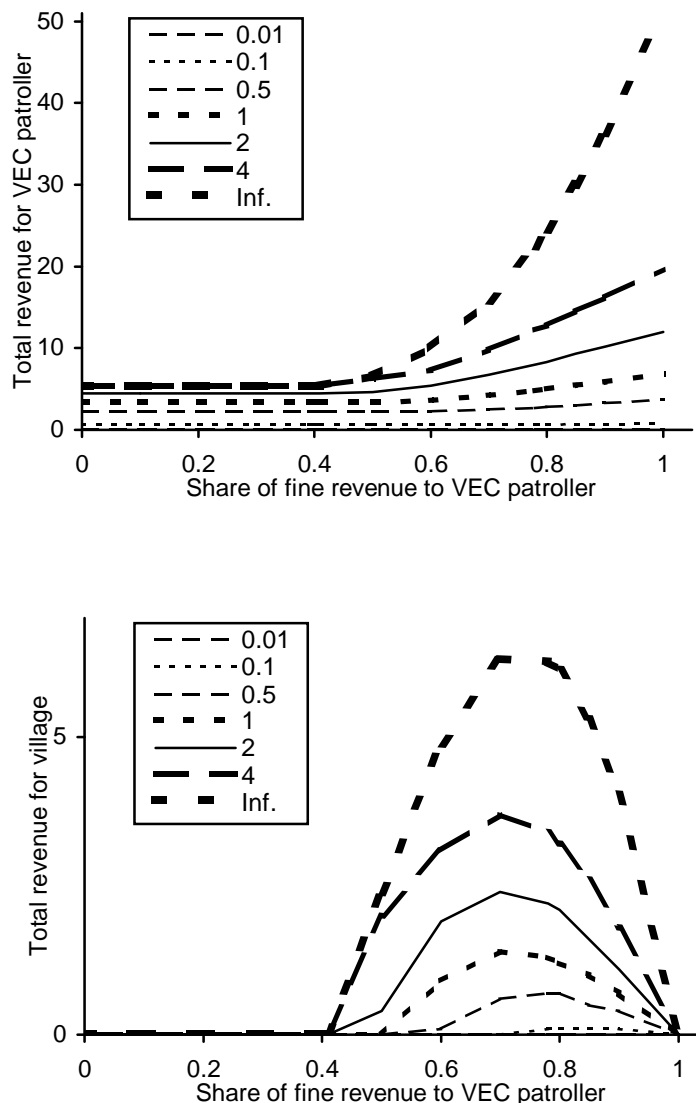 50
40
30
20
10
0
Total revenue for VEC patroller
0.01
0.1
0.5
1
2
4
Inf.
0 0.2 0.4 0.6 0.8 1
Share of fine revenue to VEC patroller
5
0
Total revenue for village
0.01
0.1
0.5
1
2
4
Inf.
0 0.2 0.4 0.6 0.8 1
Share of fine revenue to VEC patroller